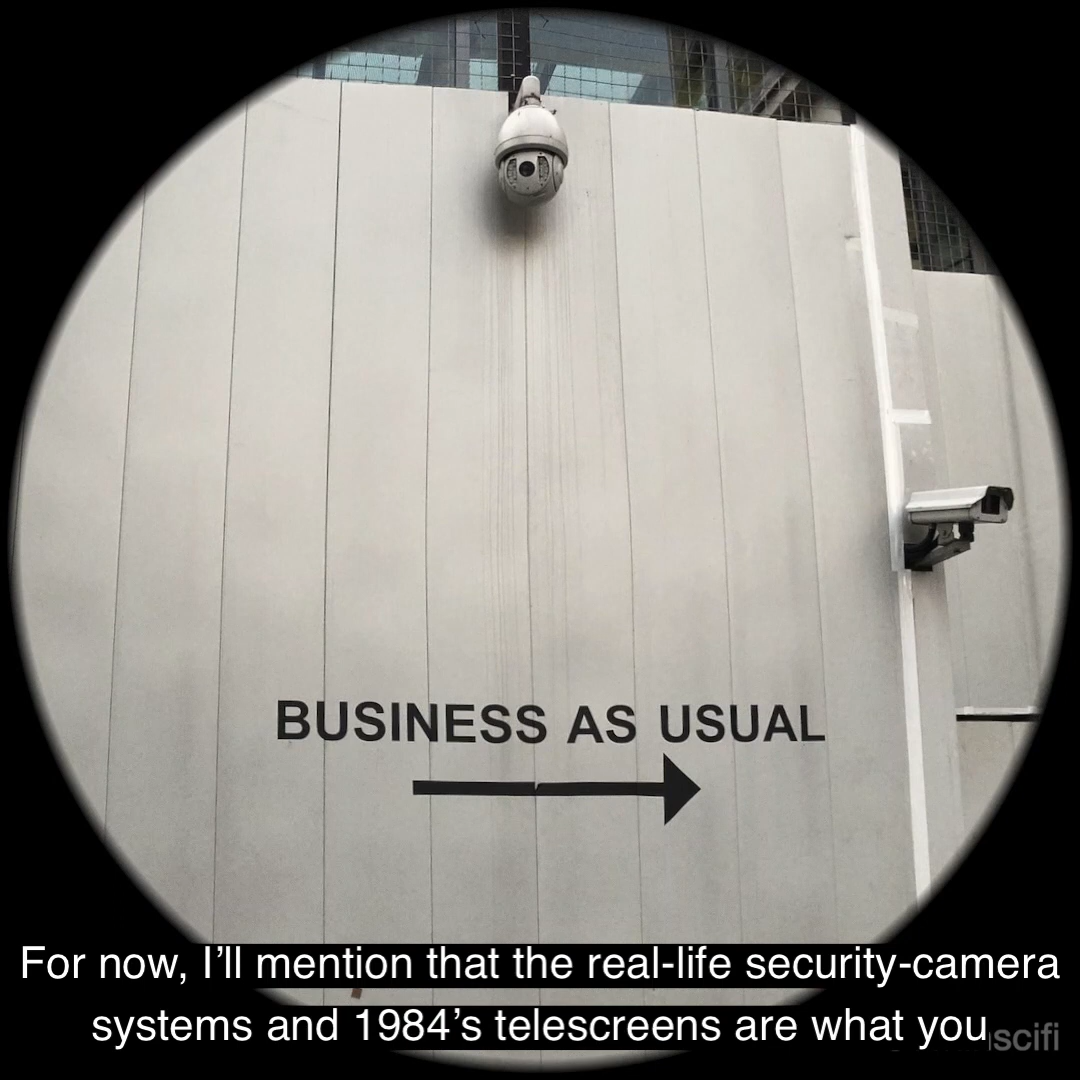 BUSINESS AS USUAL
For now, I'll mention that the real-life security-camera
systems and 1984's telescreens are what you
scifi